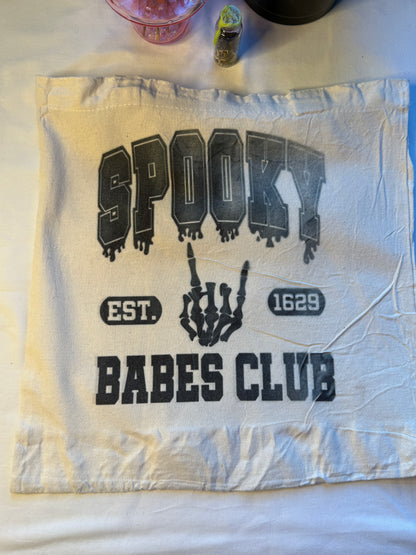 SPOOKY
EST. 1629
BABES CLUB